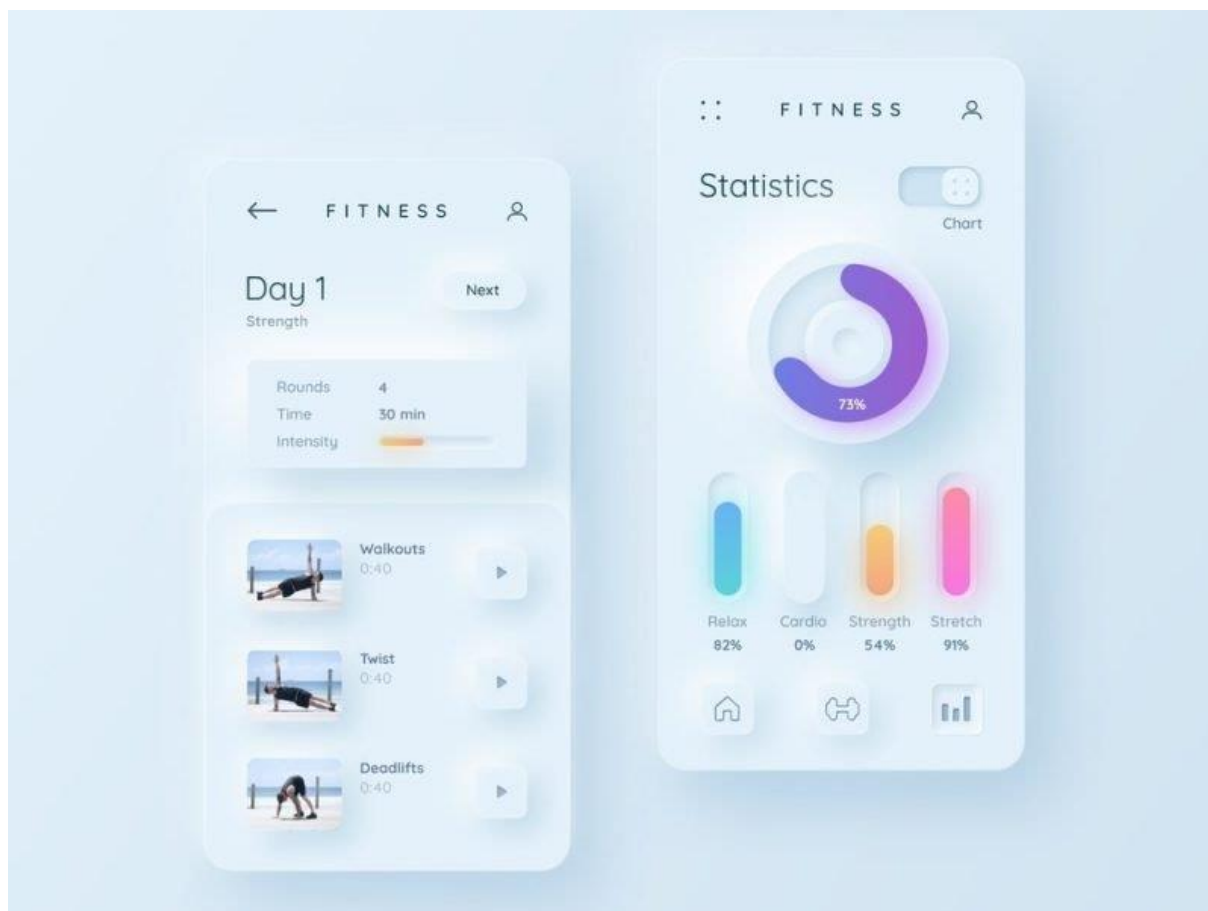 FITNESS
Day 1
Next
Strength
Rounds 4
Time 30 min
Intensity
Walkouts
0:40
Twist
0:40
Deadlifts
0:40
FITNESS
Statistics
Chart
73%
Relax Cardio Strength Stretch
82% 0% 54% 91%